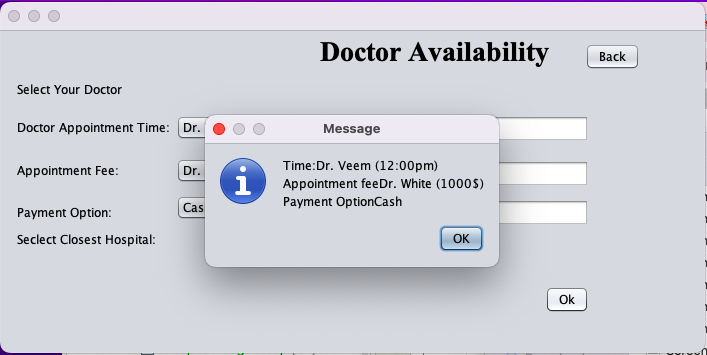 Doctor Availability
Back
Select Your Doctor
Message
Doctor Appointment Time: Dr.
Time:Dr. Veem (12:00pm)
Appointment Fee: Dr.
Appointment feeDr. White (1000$)
Payment OptionCash
Payment Option:
Seclect Closest Hospital:
OK
Ok